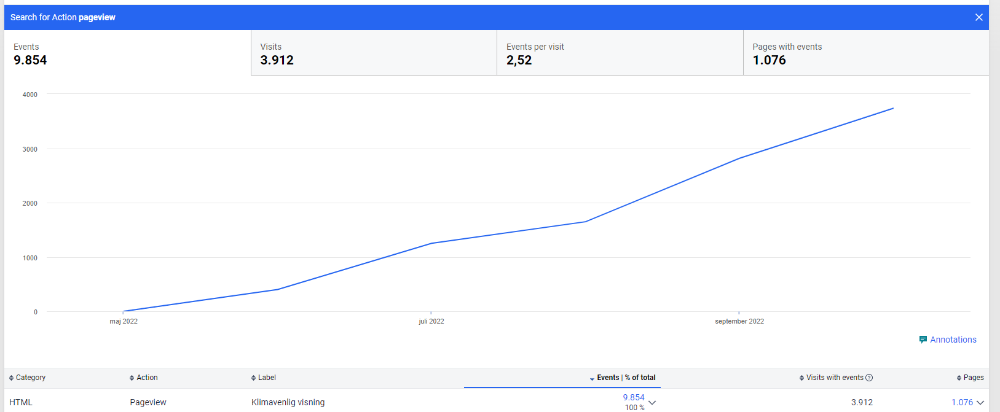 Search for Action pageview
Events
9.854
Visits
3.912
Events per visit
2,52
Pages with events
1.076
4000
3000
2000
1000
0
maj 2022
juli 2022
september 2022
Annotations
Category
Action
Label
Events | % of total
Visits with events
Pages
HTML
Pageview
Klimavenlig visning
9.854
100 %
3.912
1.076